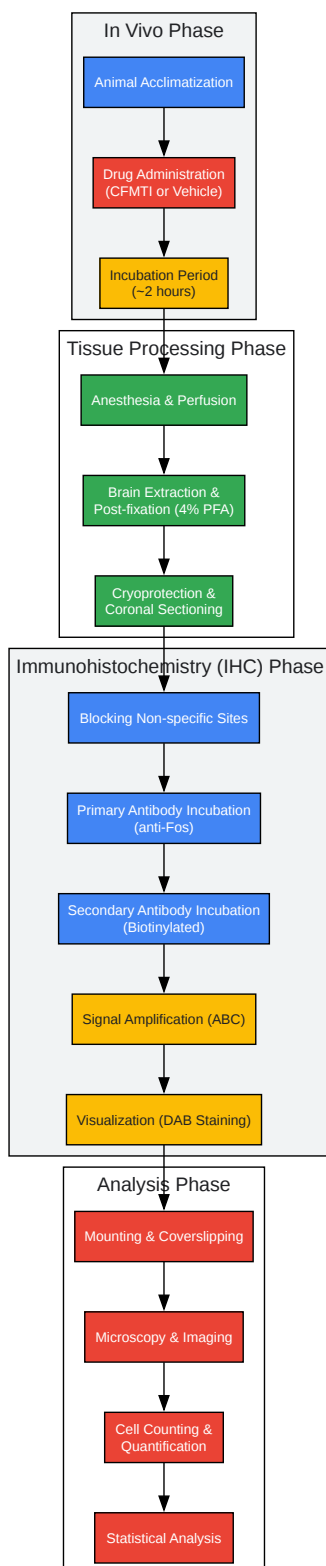 In Vivo Phase
Animal Acclimatization
Drug Administration
(CFMTI or Vehicle)
Incubation Period
(~2 hours)
Tissue Processing Phase
Anesthesia & Perfusion
Brain Extraction &
Post-fixation (4% PFA)
Cryoprotection &
Coronal Sectioning
Immunohistochemistry (IHC) Phase
Blocking Non-specific Sites
Primary Antibody Incubation
(anti-Fos)
Secondary Antibody Incubation
(Biotinylated)
Signal Amplification (ABC)
Visualization (DAB Staining)
Analysis Phase
Mounting & Coverslipping
Microscopy & Imaging
Cell Counting &
Quantification
Statistical Analysis